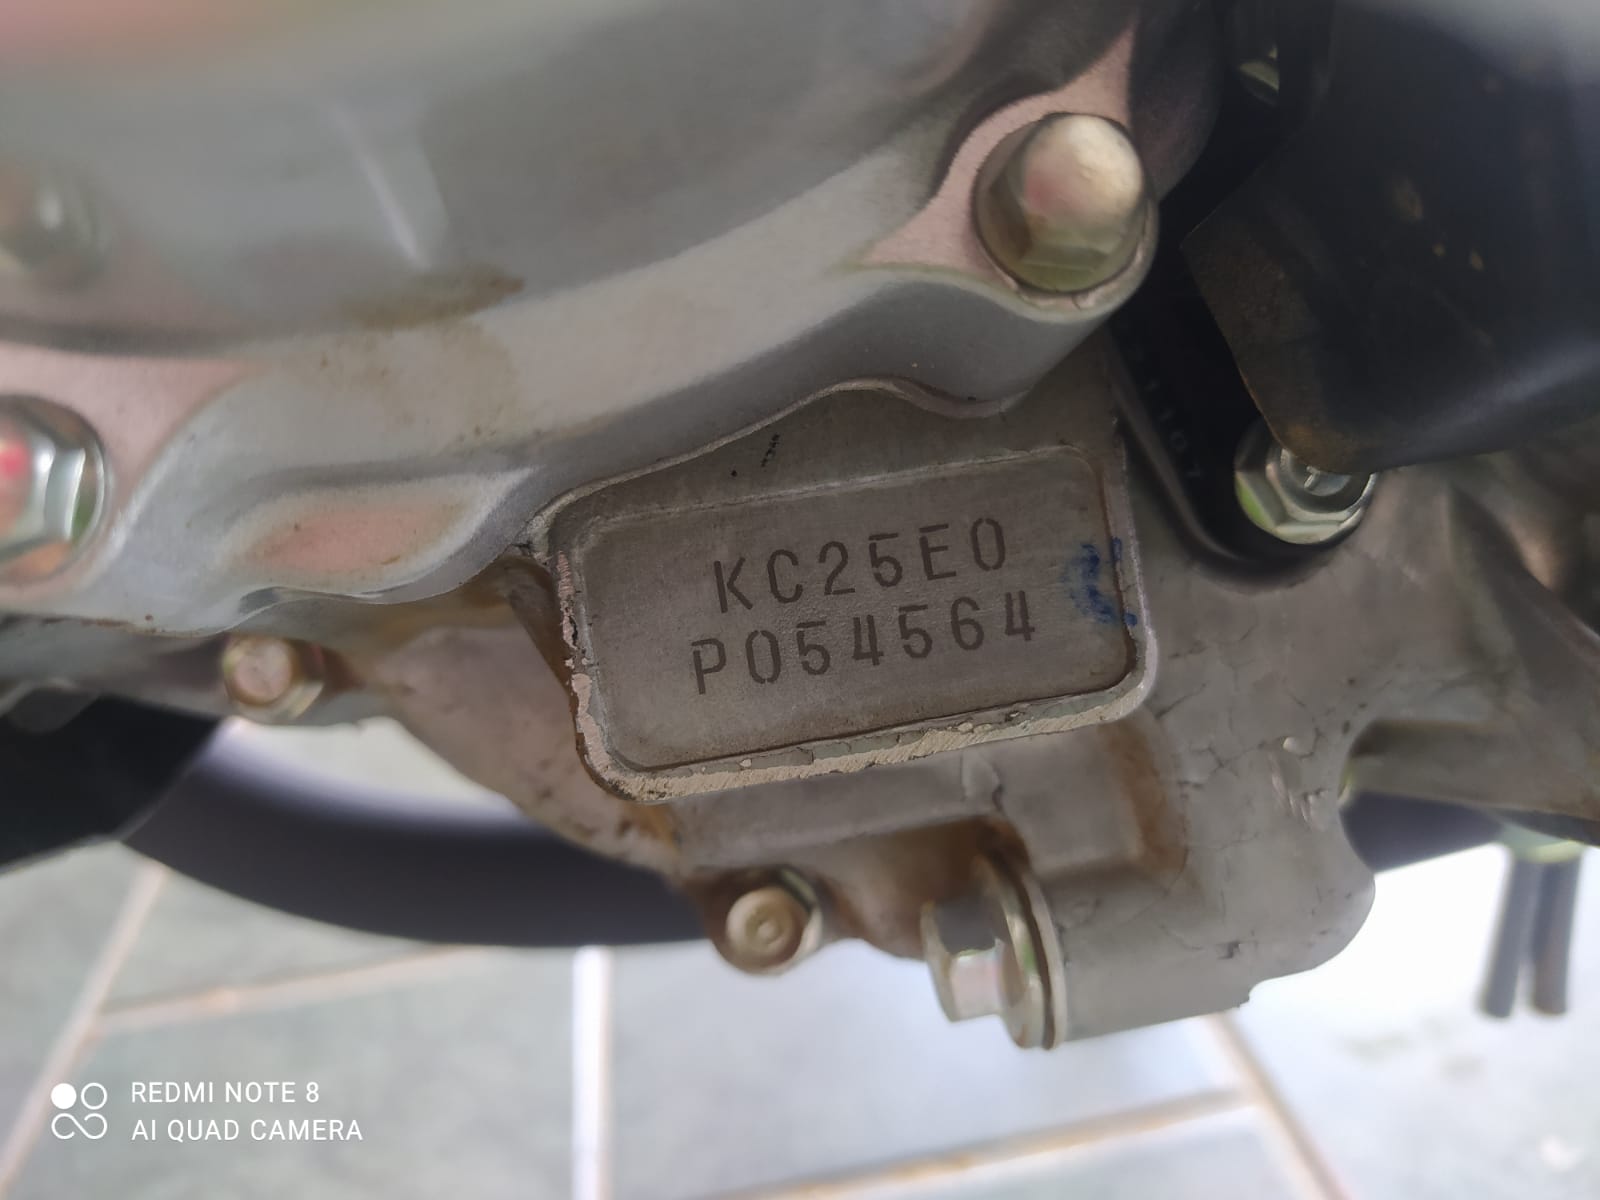 KC25E0
P054564
REDMI NOTE 8
AI QUAD CAMERA